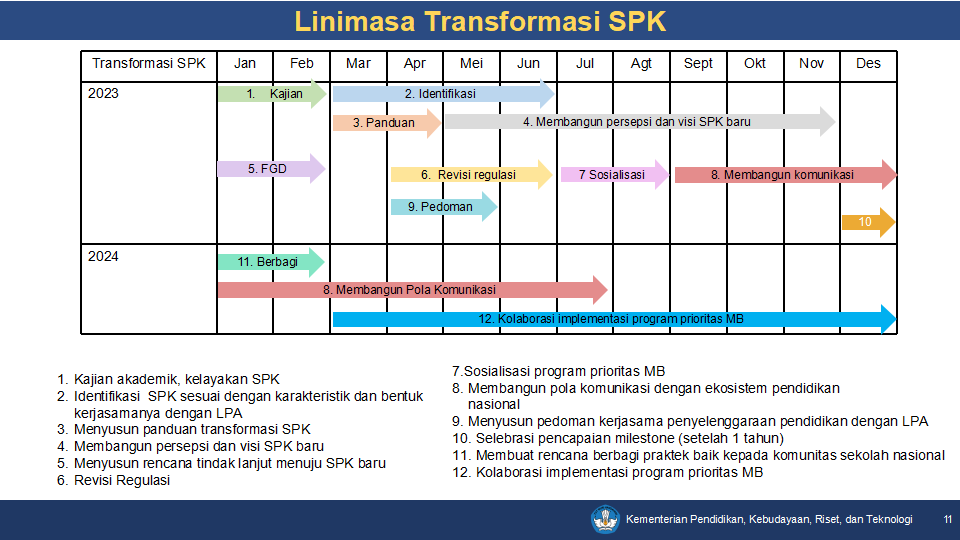 Linimasa Transformasi SPK
Transformasi SPK Jan Feb Mar Apr Mei Jun Jul Agt Sept Okt Nov Des
2023
1. Kajian
2. Identifikasi
3. Panduan
4. Membangun persepsi dan visi SPK baru
5. FGD
6. Revisi regulasi
7 Sosialisasi
8. Membangun komunikasi
9. Pedoman
10
2024
11. Berbagi
8. Membangun Pola Komunikasi
12. Kolaborasi implementasi program prioritas MB
1. Kajian akademik, kelayakan SPK
2. Identifikasi SPK sesuai dengan karakteristik dan bentuk
kerjasamanya dengan LPA
3. Menyusun panduan transformasi SPK
4. Membangun persepsi dan visi SPK baru
5. Menyusun rencana tindak lanjut menuju SPK baru
6. Revisi Regulasi
7.Sosialisasi program prioritas MB
8. Membangun pola komunikasi dengan ekosistem pendidikan
nasional
9. Menyusun pedoman kerjasama penyelenggaraan pendidikan dengan LPA
10. Selebrasi pencapaian milestone (setelah 1 tahun)
11. Membuat rencana berbagi praktek baik kepada komunitas sekolah nasional
12. Kolaborasi implementasi program prioritas MB
Kementerian Pendidikan, Kebudayaan, Riset, dan Teknologi
11